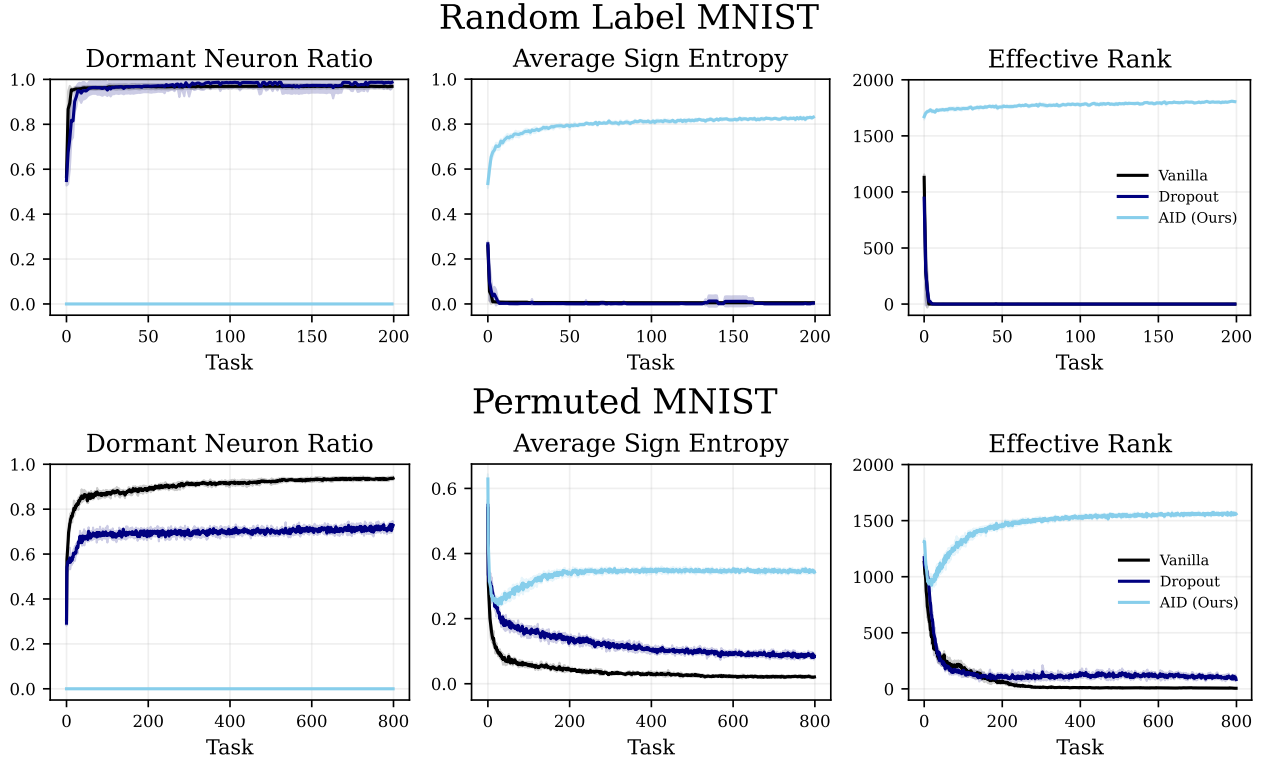 Random Label MNIST
Dormant Neuron Ratio
1.0
0.8
0.6
0.4
0.2
0.0
0 50 100 150 200
Task
Average Sign Entropy
1.0
0.8
0.6
0.4
0.2
0.0
0 50 100 150 200
Task
Effective Rank
2000
1500
1000
500
0
Vanilla
Dropout
AID (Ours)
0 50 100 150 200
Task
Permuted MNIST
Dormant Neuron Ratio
1.0
0.8
0.6
0.4
0.2
0.0
0 200 400 600 800
Task
Average Sign Entropy
0.6
0.4
0.2
0.0
0 200 400 600 800
Task
Effective Rank
2000
1500
1000
500
0
Vanilla
Dropout
AID (Ours)
0 200 400 600 800
Task